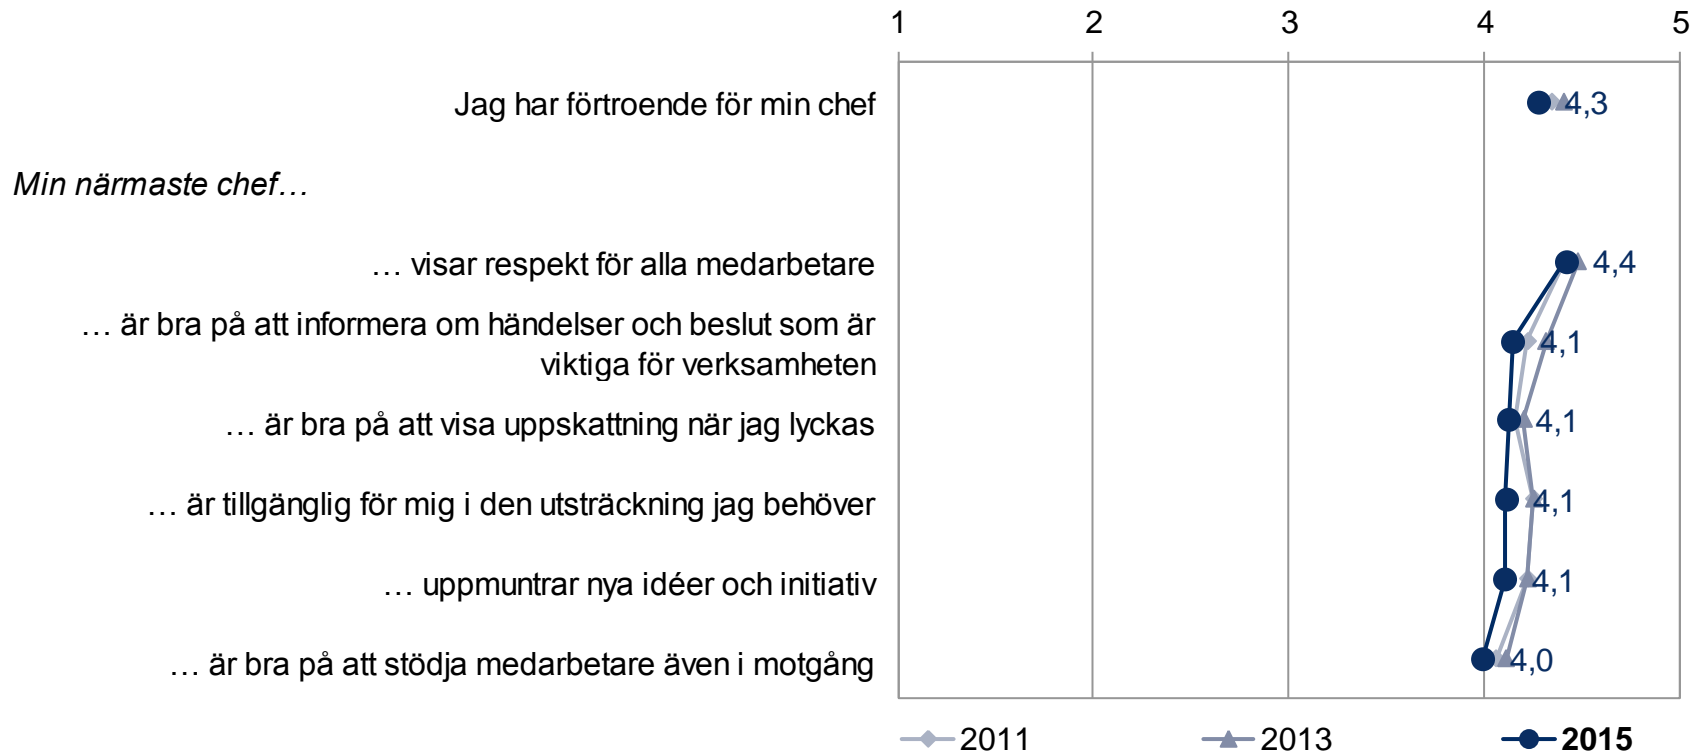 1 2 3 4 5
Jag har förtroende för min chef 4,3
Min närmaste chef…
… visar respekt för alla medarbetare 4,4
… är bra på att informera om händelser och beslut som är
viktiga för verksamheten 4,1
… är bra på att visa uppskattning när jag lyckas 4,1
… är tillgänglig för mig i den utsträckning jag behöver 4,1
… uppmuntrar nya idéer och initiativ 4,1
… är bra på att stödja medarbetare även i motgång 4,0
2011 2013 2015